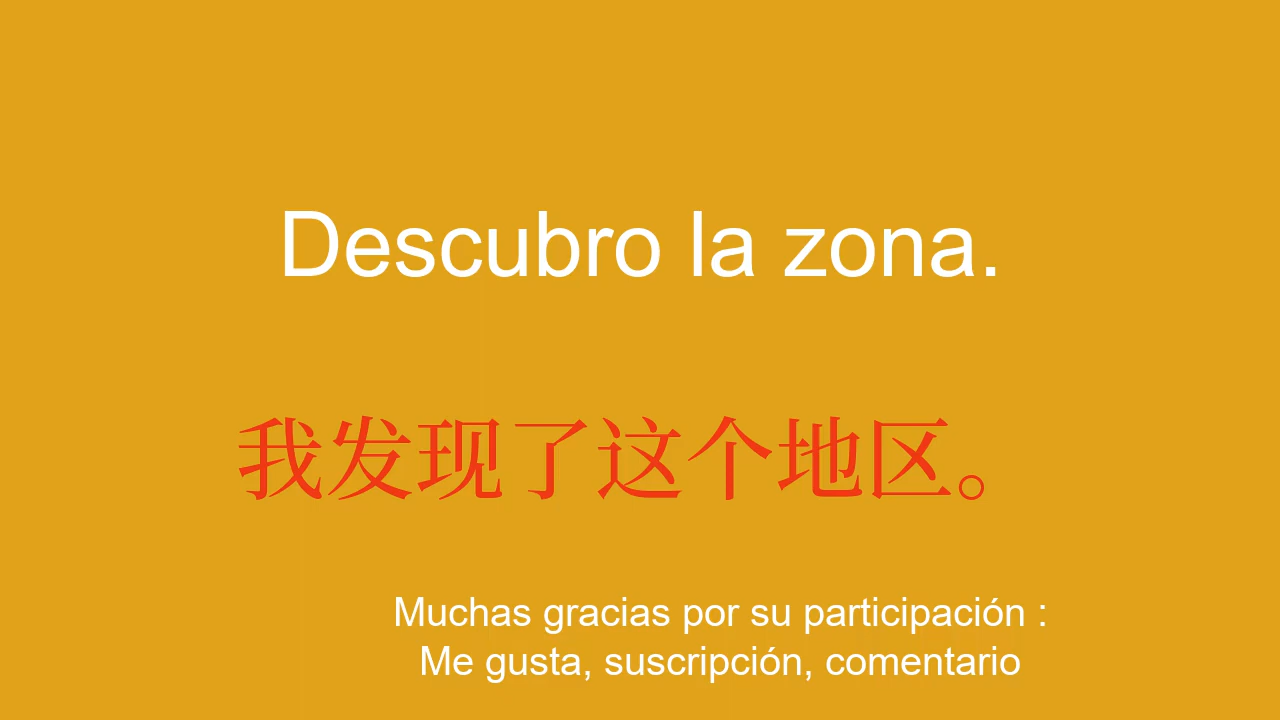 Descubro la zona.
我发现了这个地区。
Muchas gracias por su participación :
Me gusta, suscripción, comentario